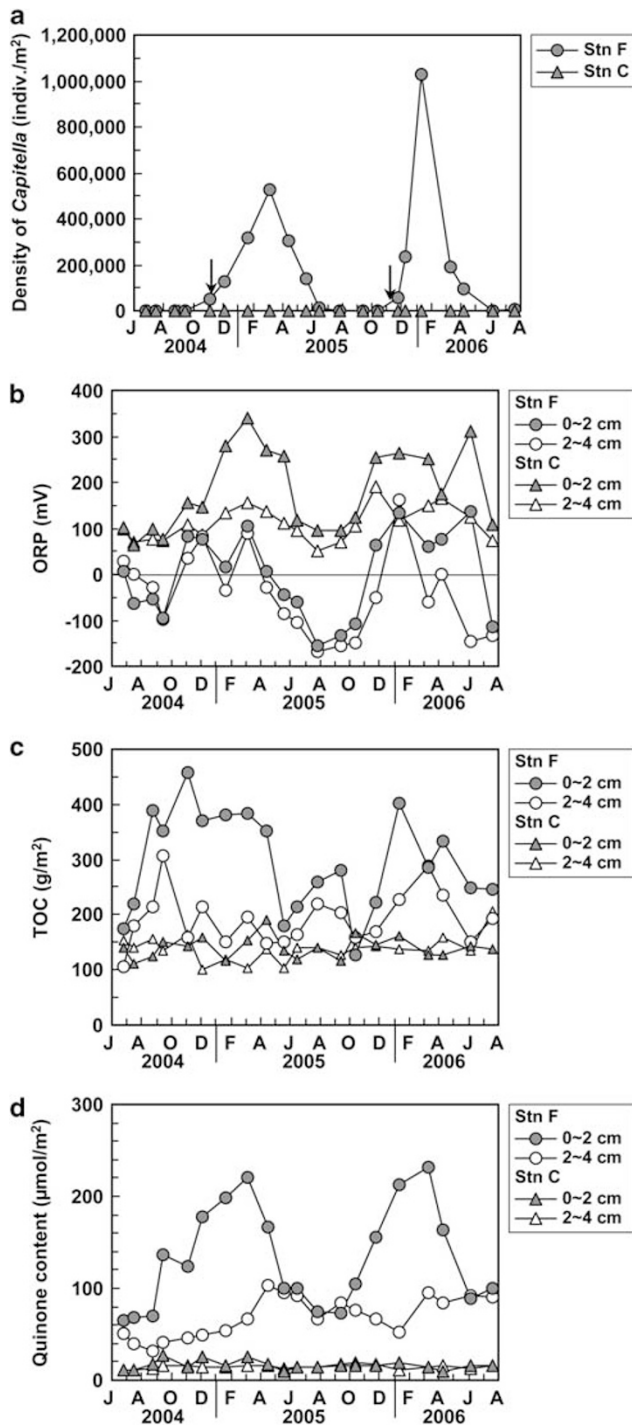 a
1,200,000
1,000,000
800,000
600,000
400,000
200,000
0
Density of Capitella (indiv./m²)
J A O D F A J A O D F A J A
2004 2005 2006
Stn F
Stn C
b
400
300
200
100
0
-100
-200
ORP (mV)
J A O D F A J A O D F A J A
2004 2005 2006
Stn F
0~2 cm
2~4 cm
Stn C
0~2 cm
2~4 cm
c
500
400
300
200
100
0
TOC (g/m²)
J A O D F A J A O D F A J A
2004 2005 2006
Stn F
0~2 cm
2~4 cm
Stn C
0~2 cm
2~4 cm
d
300
200
100
0
Quinone content (µmol/m²)
J A O D F A J A O D F A J A
2004 2005 2006
Stn F
0~2 cm
2~4 cm
Stn C
0~2 cm
2~4 cm